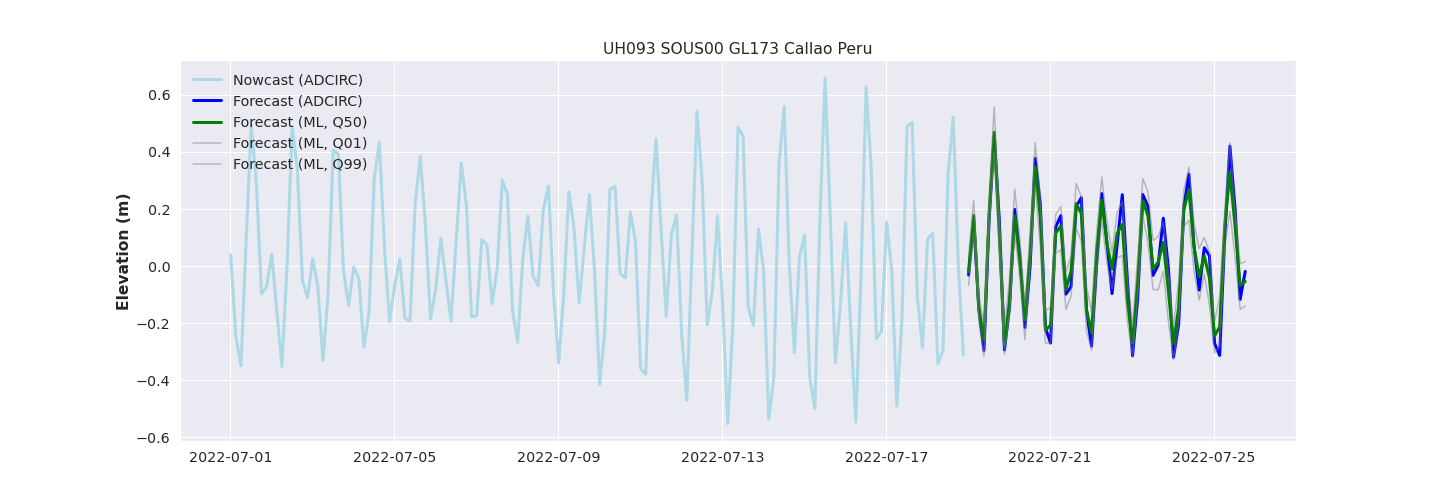 UH093 SOUS00 GL173 Callao Peru
Nowcast (ADCIRC)
Forecast (ADCIRC)
Forecast (ML, Q50)
Forecast (ML, Q01)
Forecast (ML, Q99)
Elevation (m)
0.6
0.4
0.2
0.0
−0.2
−0.4
−0.6
2022-07-01 2022-07-05 2022-07-09 2022-07-13 2022-07-17 2022-07-21 2022-07-25